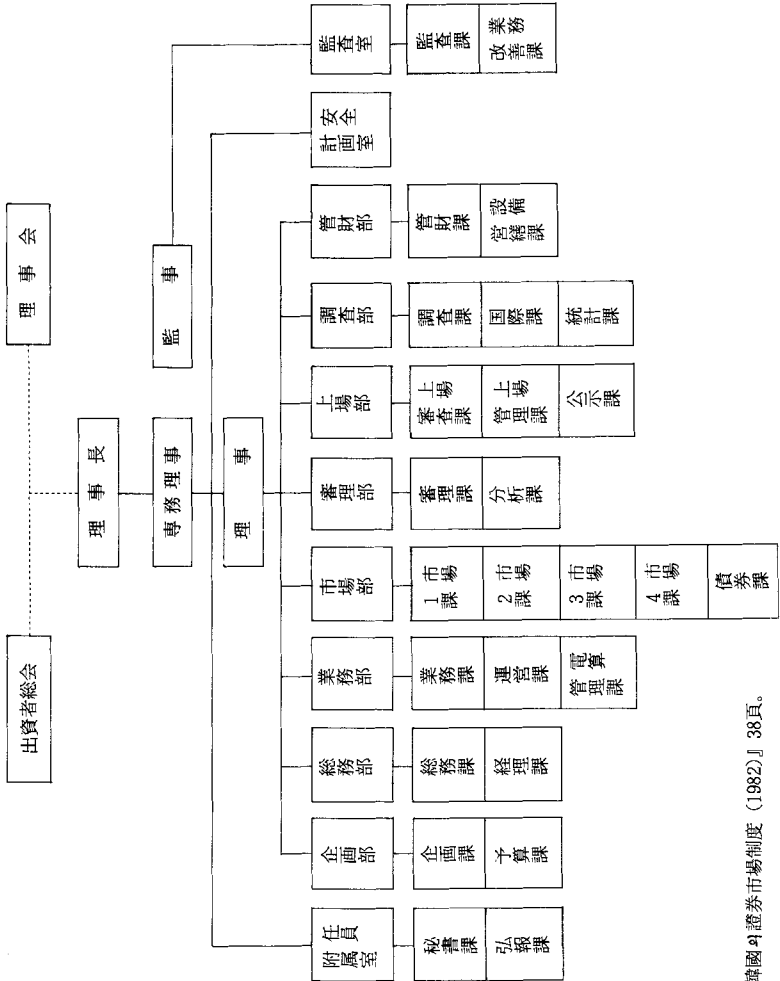 出資者総会
理事会
理事長
専務理事
理事
監事
任員
附属室
企画部
総務部
業務部
市場部
審理部
上場部
調査部
管財部
安全
計画室
監査室
秘書課
弘報課
企画課
予算課
総務課
経理課
業務課
運営課
電算
管理課
市場
1課
市場
2課
市場
3課
市場
4課
債券課
審理課
分析課
上場
審査課
上場
管理課
公示課
調査課
国際課
統計課
管財課
設備
営繕課
監査課
業務
改善課
國의證券市場制度(1982)』38頁。